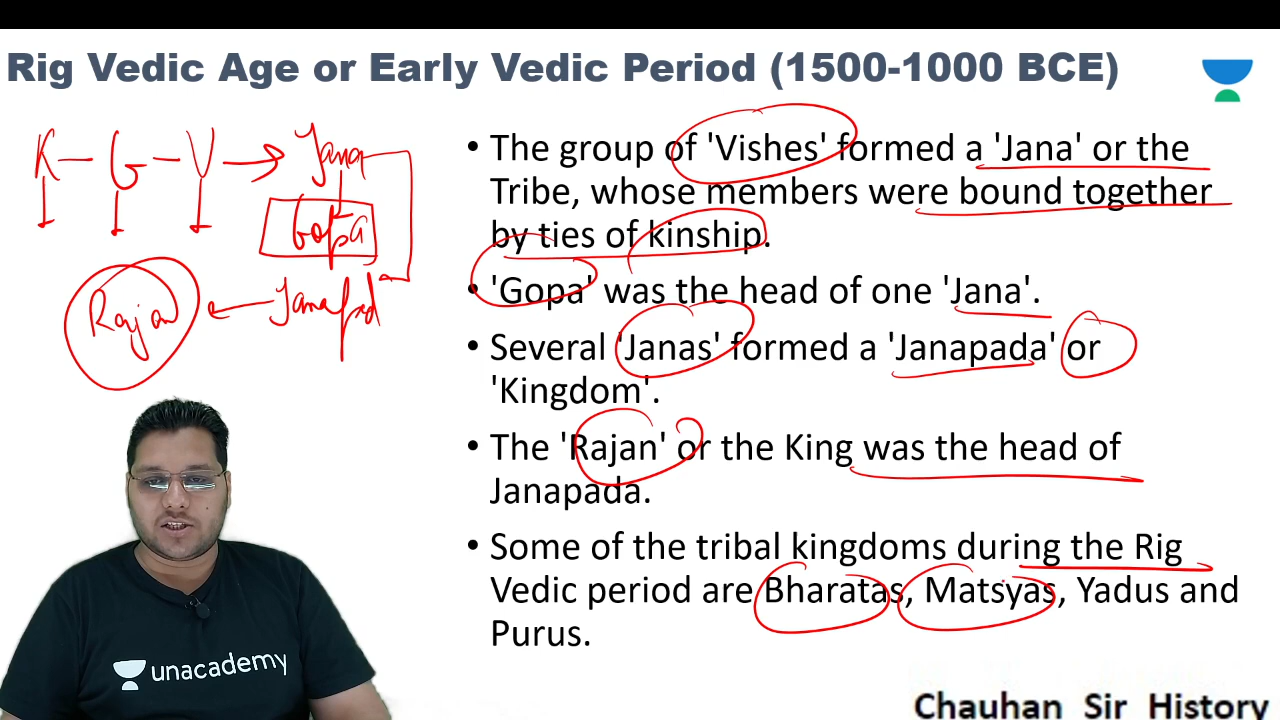 Rig Vedic Age or Early Vedic Period (1500-1000 BCE)
K – G – V → Jana
Gopa
Rajan ← Janapad
• The group of 'Vishes' formed a 'Jana' or the
Tribe, whose members were bound together
by ties of kinship.
• 'Gopa' was the head of one 'Jana'.
• Several 'Janas' formed a 'Janapada' or
'Kingdom'.
• The 'Rajan' or the King was the head of
Janapada.
• Some of the tribal kingdoms during the Rig
Vedic period are Bharatas, Matsyas, Yadus and
Purus.
unacademy
Chauhan Sir History